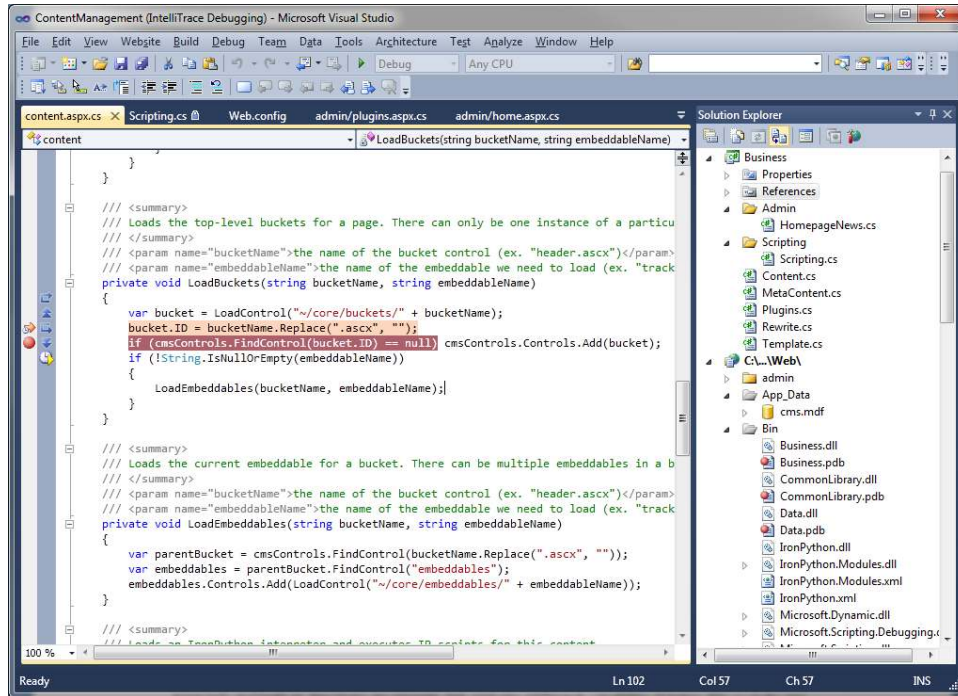 ContentManagement (IntelliTrace Debugging) - Microsoft Visual Studio
File Edit View Website Build Debug Team Data Tools Architecture Test Analyze Window Help
Debug Any CPU
content.aspx.cs Scripting.cs Web.config admin/plugins.aspx.cs admin/home.aspx.cs
content LoadBuckets(string bucketName, string embeddableName)
}
}
/// <summary>
/// Loads the top-level buckets for a page. There can only be one instance of a particu
/// </summary>
/// <param name="bucketName">the name of the bucket control (ex. "header.ascx")</param>
/// <param name="embeddableName">the name of the embeddable we need to load (ex. "track
private void LoadBuckets(string bucketName, string embeddableName)
{
var bucket = LoadControl("~/core/buckets/" + bucketName);
bucket.ID = bucketName.Replace(".ascx", "");
if (cmsControls.FindControl(bucket.ID) == null) cmsControls.Controls.Add(bucket);
if (!String.IsNullOrEmpty(embeddableName))
{
LoadEmbeddables(bucketName, embeddableName);
}
}
/// <summary>
/// Loads the current embeddable for a bucket. There can be multiple embeddables in a b
/// </summary>
/// <param name="bucketName">the name of the bucket control (ex. "header.ascx")</param>
/// <param name="embeddableName">the name of the embeddable we need to load (ex. "track
private void LoadEmbeddables(string bucketName, string embeddableName)
{
var parentBucket = cmsControls.FindControl(bucketName.Replace(".ascx", ""));
var embeddables = parentBucket.FindControl("embeddables");
embeddables.Controls.Add(LoadControl("~/core/embeddables/" + embeddableName));
}
/// <summary>
/// Loads an IronPython interpreter and executes IP scripts for this content
100 %
Solution Explorer
Business
Properties
References
Admin
HomepageNews.cs
Scripting
Scripting.cs
Content.cs
MetaContent.cs
Plugins.cs
Rewrite.cs
Template.cs
C:\...\Web\
admin
App_Data
cms.mdf
Bin
Business.dll
Business.pdb
CommonLibrary.dll
CommonLibrary.pdb
Data.dll
Data.pdb
IronPython.dll
IronPython.Modules.dll
IronPython.Modules.xml
IronPython.xml
Microsoft.Dynamic.dll
Microsoft.Scripting.Debugging.
Ready Ln 102 Col 57 Ch 57 INS